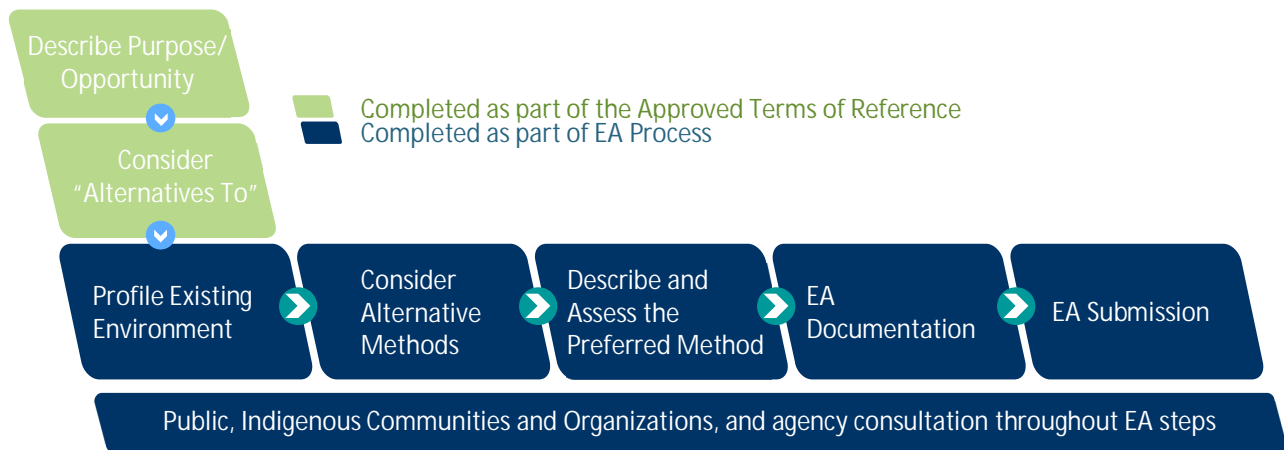 Describe Purpose/
Opportunity
Completed as part of the Approved Terms of Reference
Completed as part of EA Process
Consider
“Alternatives To”
Profile Existing
Environment
Consider
Alternative
Methods
Describe and
Assess the
Preferred Method
EA
Documentation
EA Submission
Public, Indigenous Communities and Organizations, and agency consultation throughout EA steps